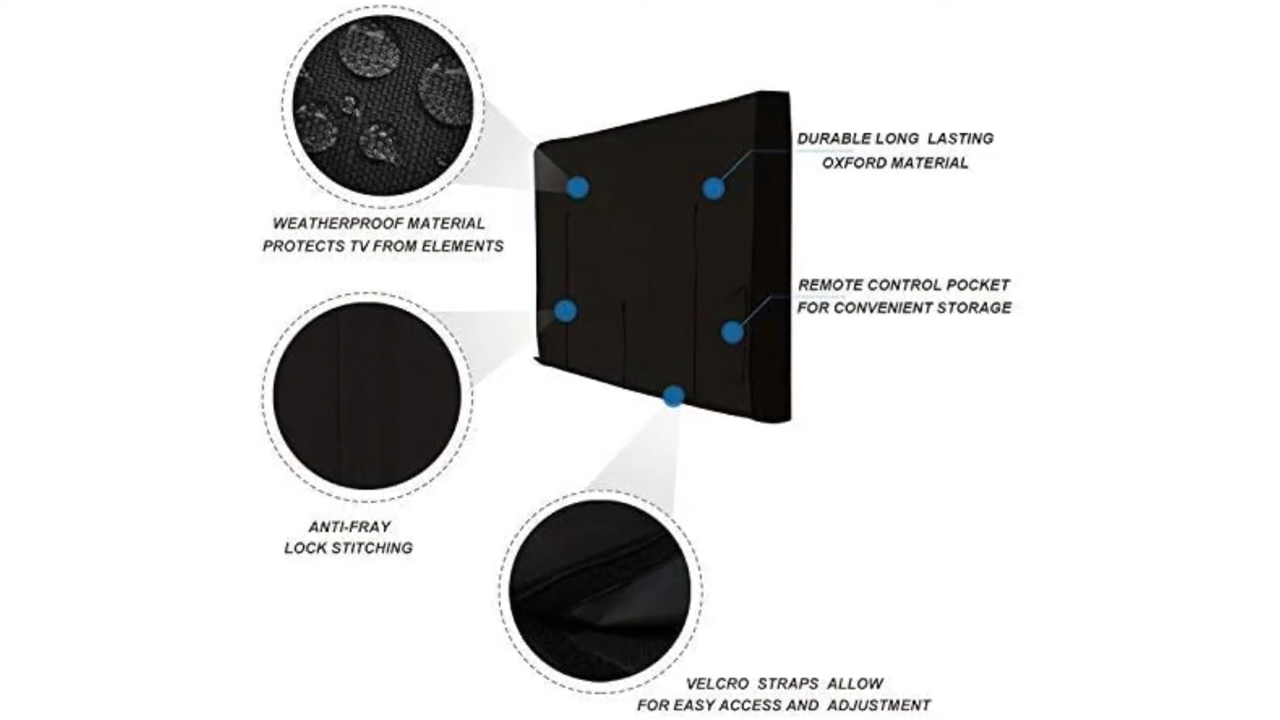 WEATHERPROOF MATERIAL
PROTECTS TV FROM ELEMENTS
DURABLE LONG LASTING
OXFORD MATERIAL
REMOTE CONTROL POCKET
FOR CONVENIENT STORAGE
ANTI-FRAY
LOCK STITCHING
VELCRO STRAPS ALLOW
FOR EASY ACCESS AND ADJUSTMENT